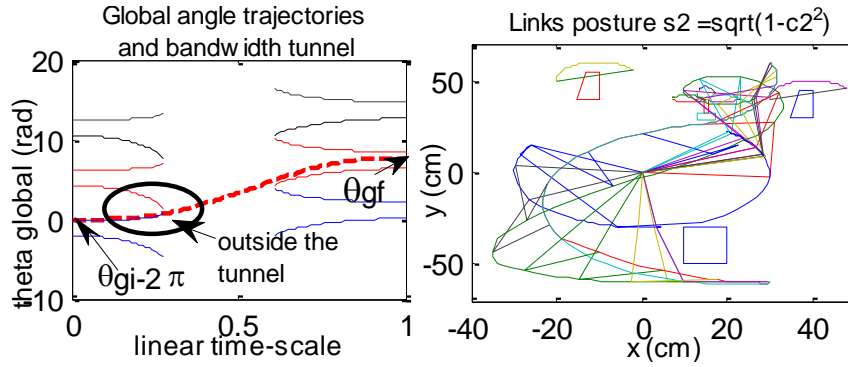 Global angle trajectories
and bandwidth tunnel
theta global (rad)
20
10
0
-10
θgi-2 π
outside the
tunnel
θgf
0
0.5
1
linear time-scale
Links posture s2 =sqrt(1-c2²)
y (cm)
50
0
-50
-40
-20
0
20
40
x (cm)